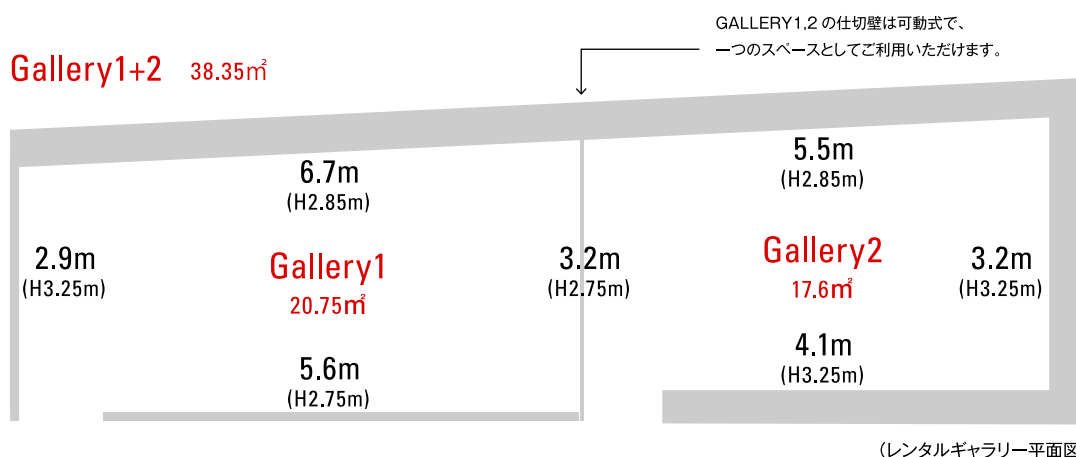 GALLERY1,2 の仕切壁は可動式で、
一つのスペースとしてご利用いただけます。
Gallery1+2 38.35㎡
6.7m
(H2.85m)
5.5m
(H2.85m)
2.9m
(H3.25m)
Gallery1
20.75㎡
3.2m
(H2.75m)
Gallery2
17.6㎡
3.2m
(H3.25m)
5.6m
(H2.75m)
4.1m
(H3.25m)
(レンタルギャラリー平面図